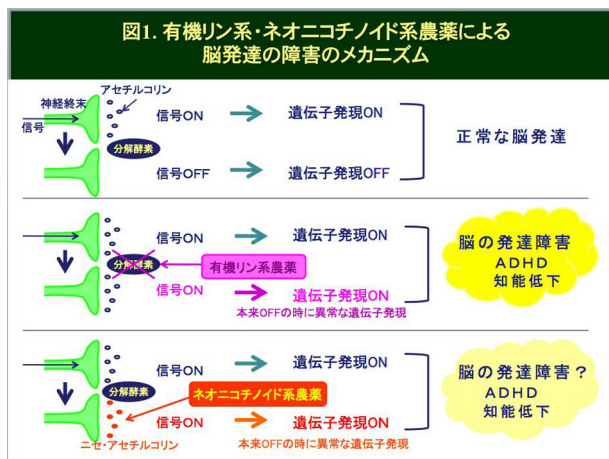 図1. 有機リン系・ネオニコチノイド系農薬による
脳発達の障害のメカニズム
アセチルコリン
神経終末
信号
信号ON
遺伝子発現ON
分解酵素
正常な脳発達
信号OFF
遺伝子発現OFF
信号ON
遺伝子発現ON
分解酵素
有機リン系農薬
脳の発達障害
ADHD
知能低下
信号ON
遺伝子発現ON
本来OFFの時に異常な遺伝子発現
信号ON
遺伝子発現ON
分解酵素
ネオニコチノイド系農薬
脳の発達障害?
ADHD
知能低下
信号ON
遺伝子発現ON
ニセ・アセチルコリン
本来OFFの時に異常な遺伝子発現